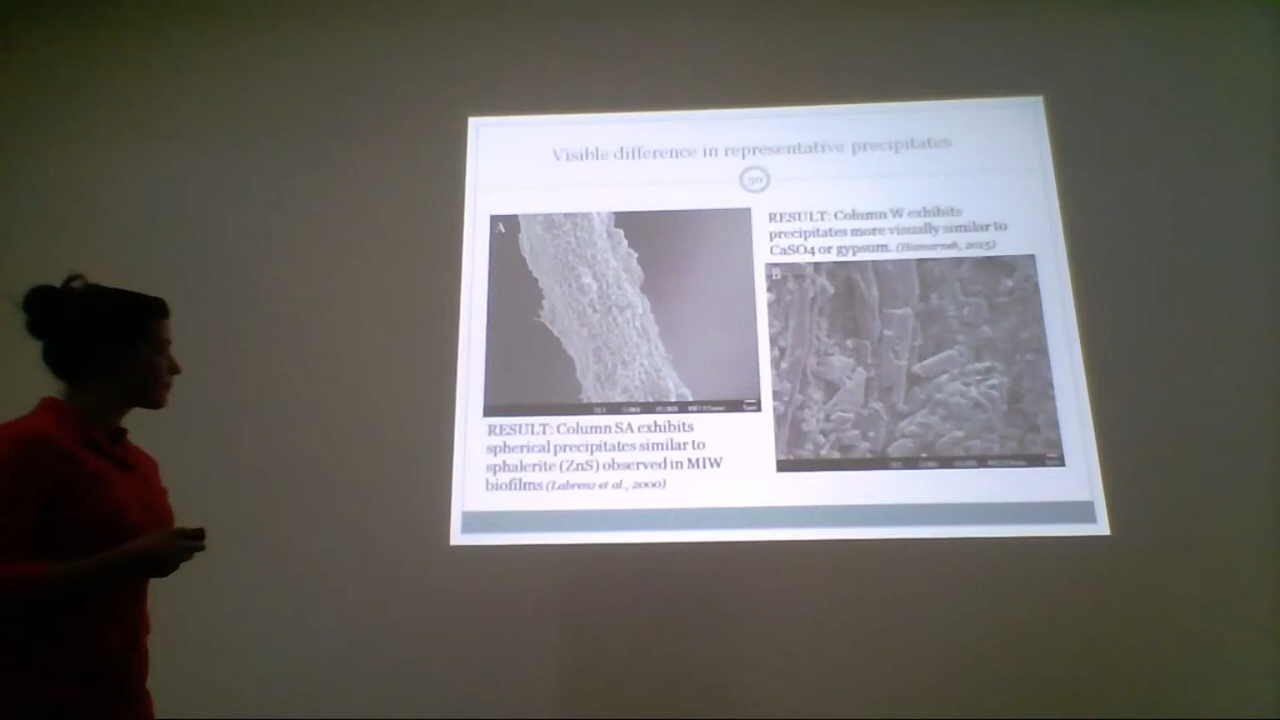 Visible difference in representative precipitates
30
A
RESULT: Column SA exhibits
spherical precipitates similar to
sphalerite (ZnS) observed in MIW
biofilms (Labrenz et al., 2000)
RESULT: Column W exhibits
precipitates more visually similar to
CaSO4 or gypsum. 2015)
B